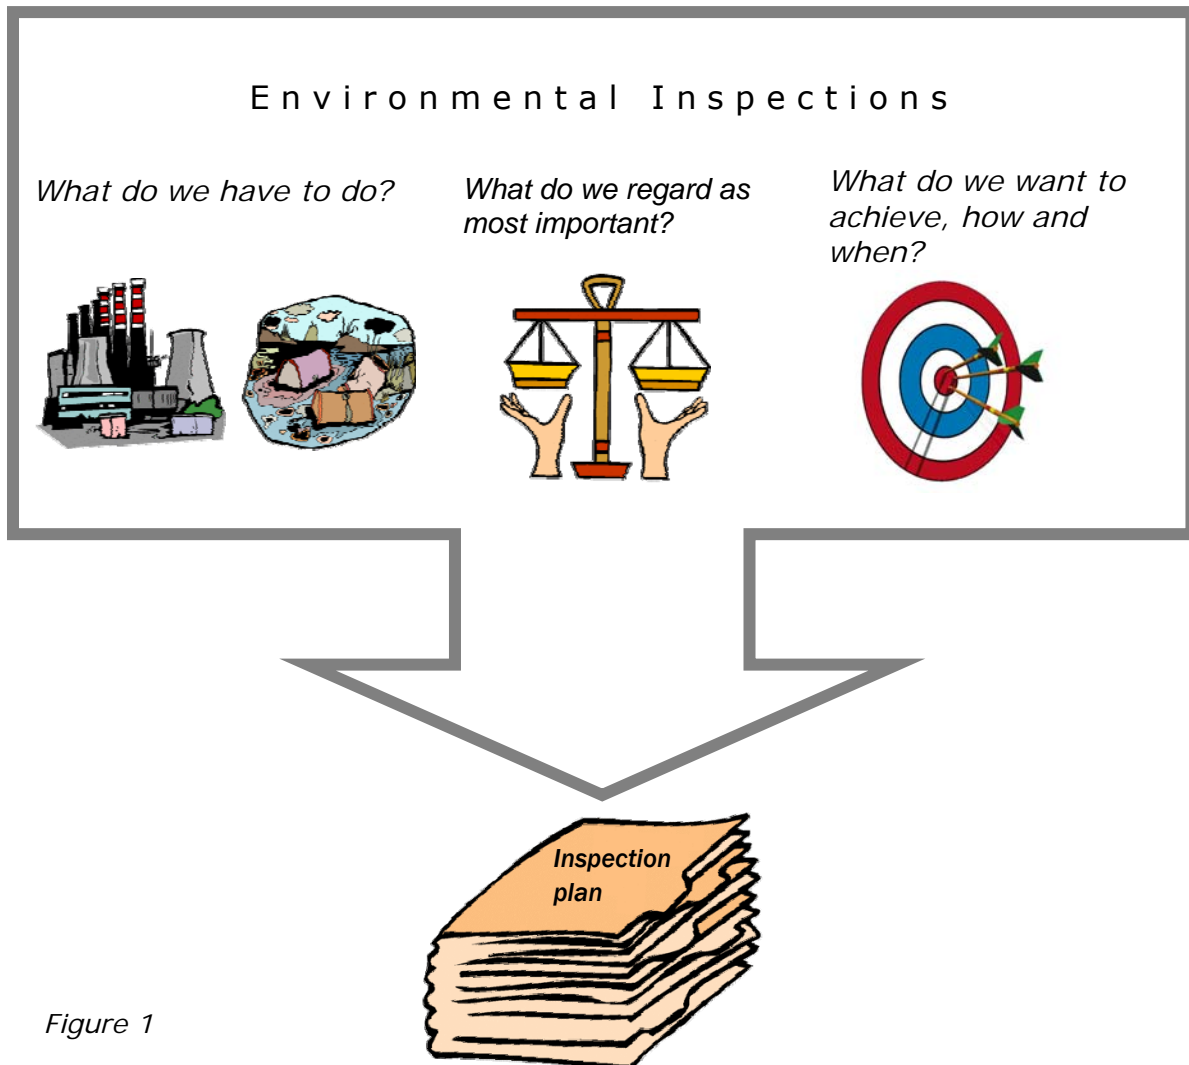 Environmental Inspections
What do we have to do?
What do we regard as
most important?
What do we want to
achieve, how and
when?
Inspection
plan
Figure 1